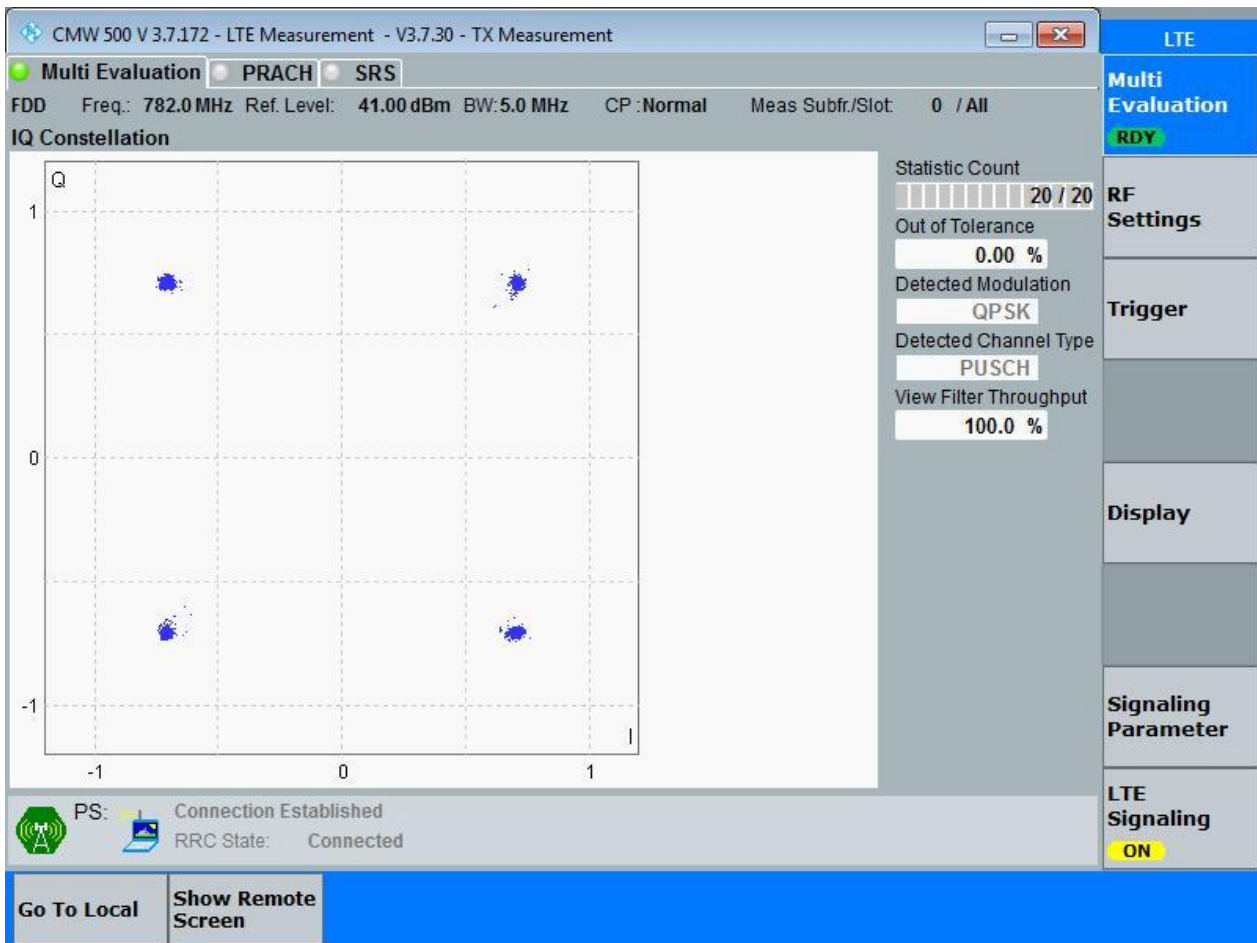 CMW 500 V 3.7.172 - LTE Measurement - V3.7.30 - TX Measurement
Multi Evaluation PRACH SRS
FDD Freq.: 782.0 MHz Ref. Level: 41.00 dBm BW: 5.0 MHz CP : Normal Meas Subfr./Slot: 0 / All
IQ Constellation
Q
1
0
-1
I
-1 0 1
Statistic Count
20 / 20
Out of Tolerance
0.00 %
Detected Modulation
QPSK
Detected Channel Type
PUSCH
View Filter Throughput
100.0 %
PS: Connection Established
RRC State: Connected
LTE
Multi
Evaluation
RDY
RF
Settings
Trigger
Display
Signaling
Parameter
LTE
Signaling
ON
Go To Local
Show Remote
Screen